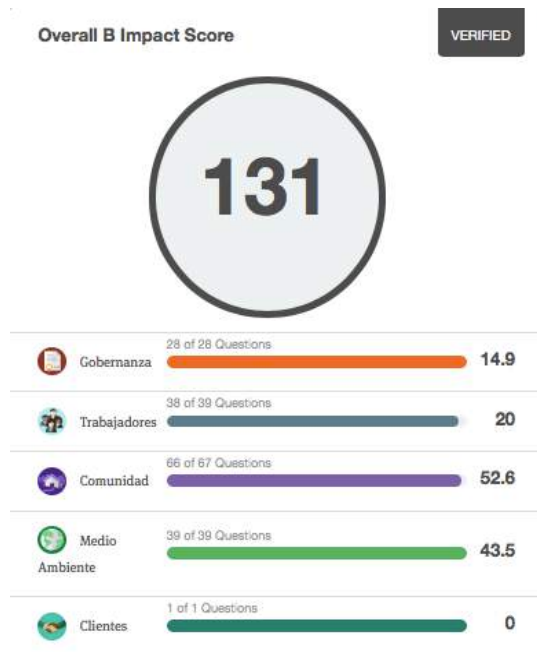 Overall B Impact Score
VERIFIED
131
28 of 28 Questions
Gobernanza
14.9
38 of 39 Questions
Trabajadores
20
66 of 67 Questions
Comunidad
52.6
39 of 39 Questions
Medio
Ambiente
43.5
1 of 1 Questions
Clientes
0